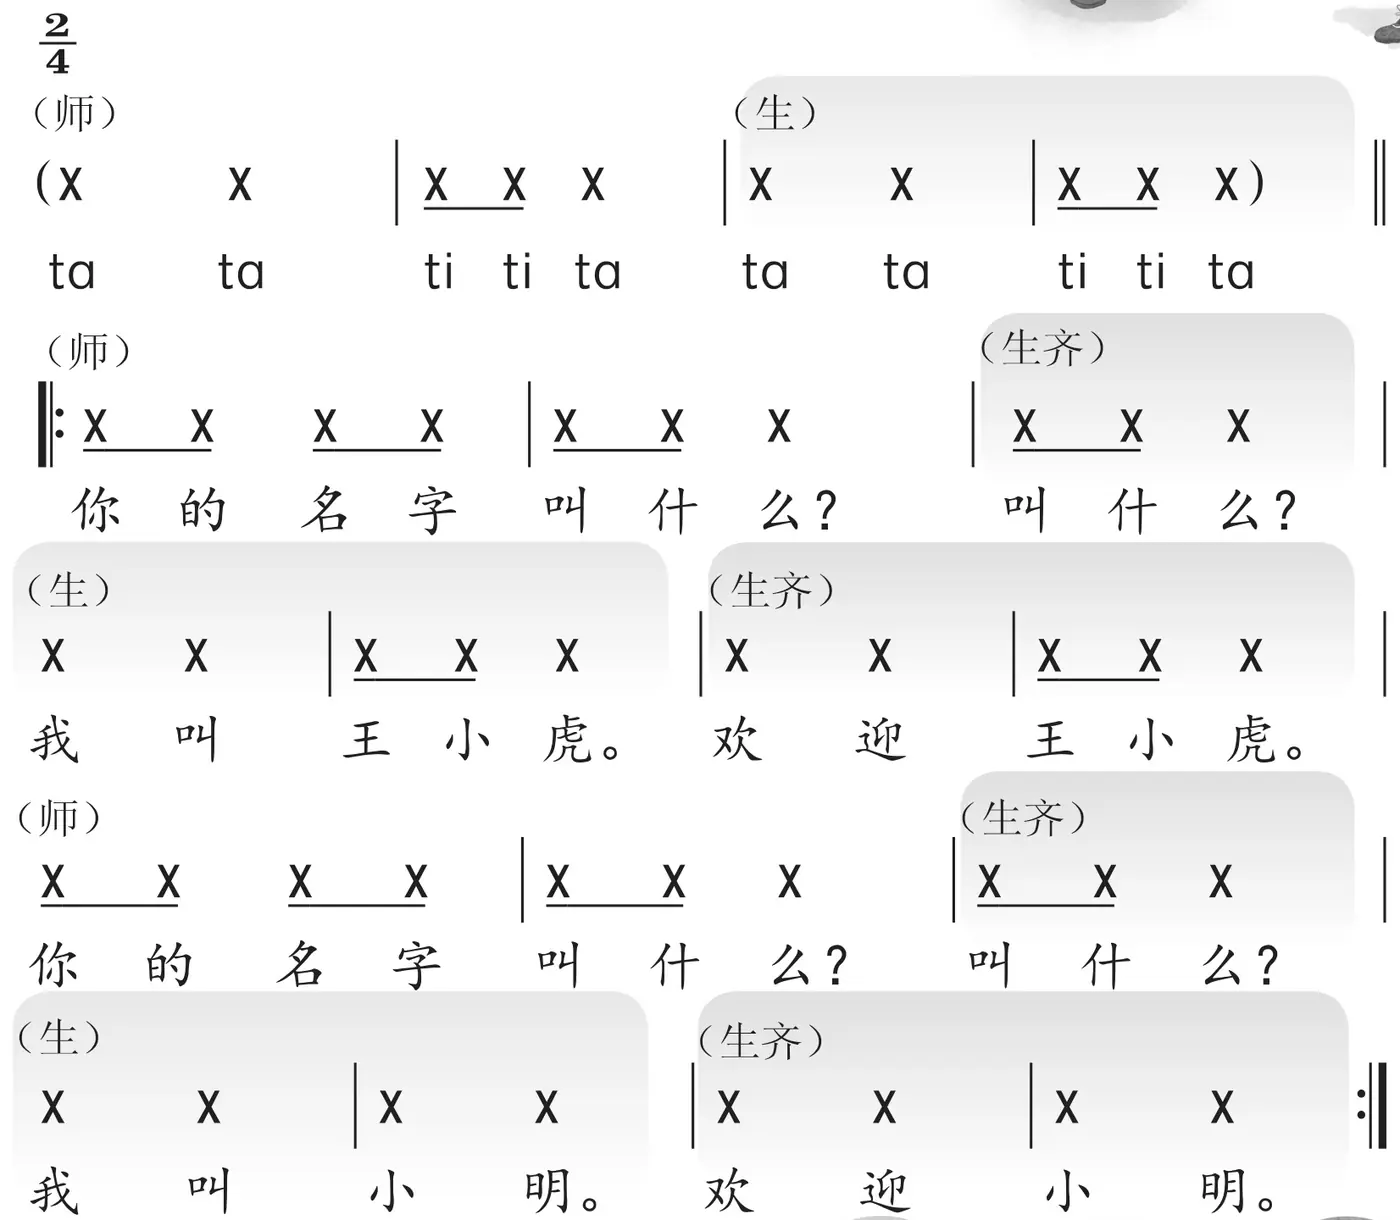 2
4
（师） （生）
(X X | X X X | X X | X X X) ||
ta ta ti ti ta ta ta ti ti ta
（师） （生齐）
‖: X X X X | X X X | X X X |
你的名字 叫什么？ 叫什么？
（生） （生齐）
X X | X X X | X X | X X X |
我叫 王小虎。 欢迎 王小虎。
（师） （生齐）
X X X X | X X X | X X X |
你的名字 叫什么？ 叫什么？
（生） （生齐）
X X | X X | X X | X X :‖
我叫 小明。 欢迎 小明。